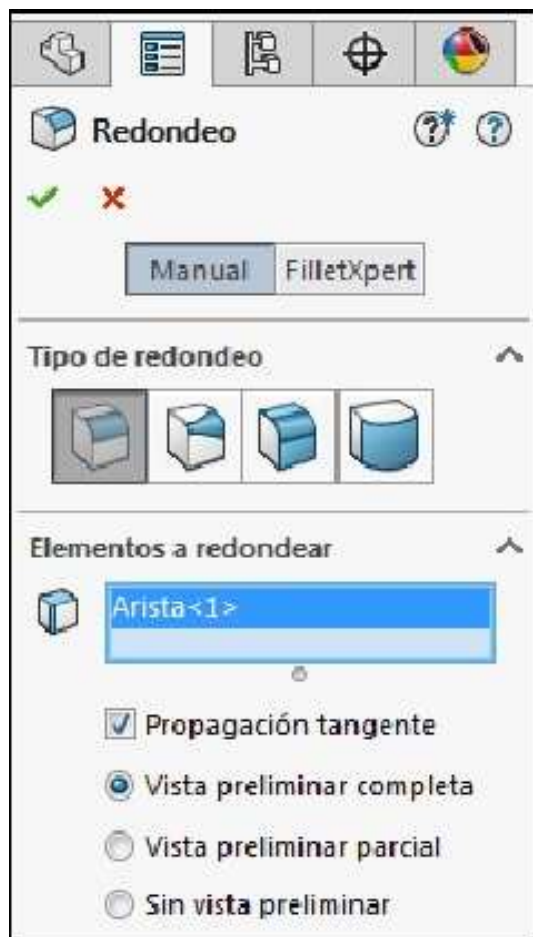 Redondeo
Manual FilletXpert
Tipo de redondeo
Elementos a redondear
Arista<1>
Propagación tangente
Vista preliminar completa
Vista preliminar parcial
Sin vista preliminar